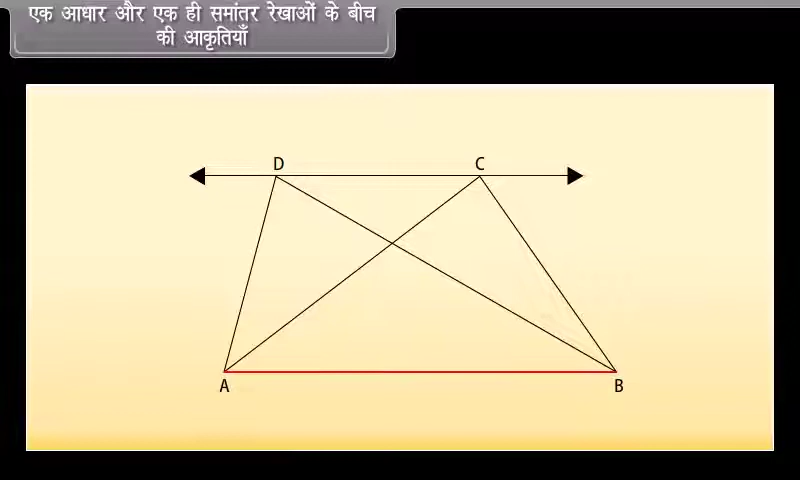 एक आधार और एक ही समांतर रेखाओं के बीच
की आकृतियाँ
D C
A B